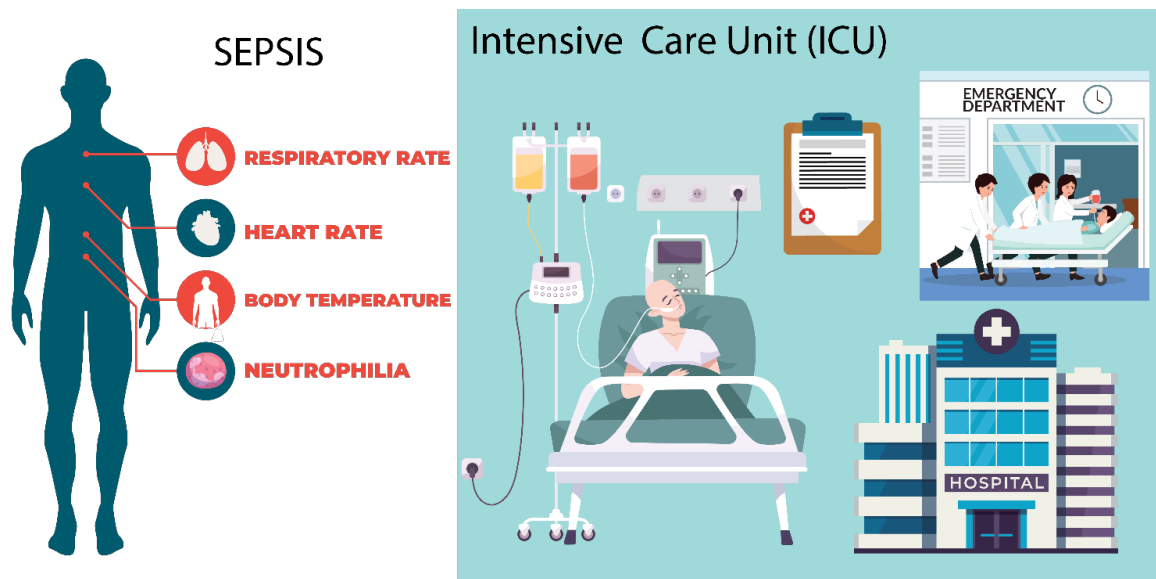 SEPSIS
RESPIRATORY RATE
HEART RATE
BODY TEMPERATURE
NEUTROPHILIA
Intensive Care Unit (ICU)
EMERGENCY
DEPARTMENT
HOSPITAL